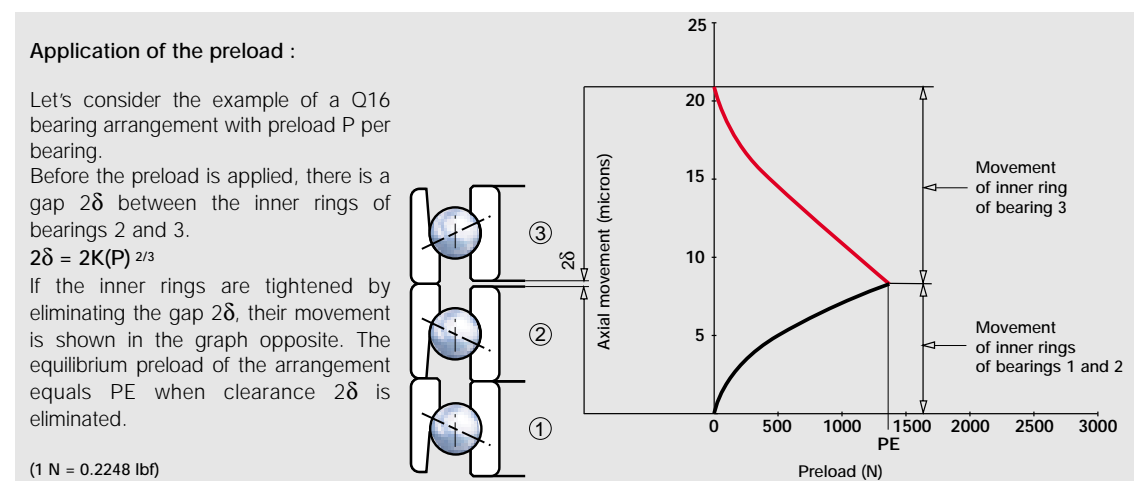 Application of the preload :
Let's consider the example of a Q16
bearing arrangement with preload P per
bearing.
Before the preload is applied, there is a
gap 2δ between the inner rings of
bearings 2 and 3.
2δ = 2K(P) 2/3
If the inner rings are tightened by
eliminating the gap 2δ, their movement
is shown in the graph opposite. The
equilibrium preload of the arrangement
equals PE when clearance 2δ is
eliminated.
(1 N = 0.2248 lbf)
3
2
1
2δ
Axial movement (microns)
25
20
15
10
5
0 500 1000 1500 2000 2500 3000
PE
Preload (N)
Movement
of inner ring
of bearing 3
Movement
of inner rings
of bearings 1 and 2